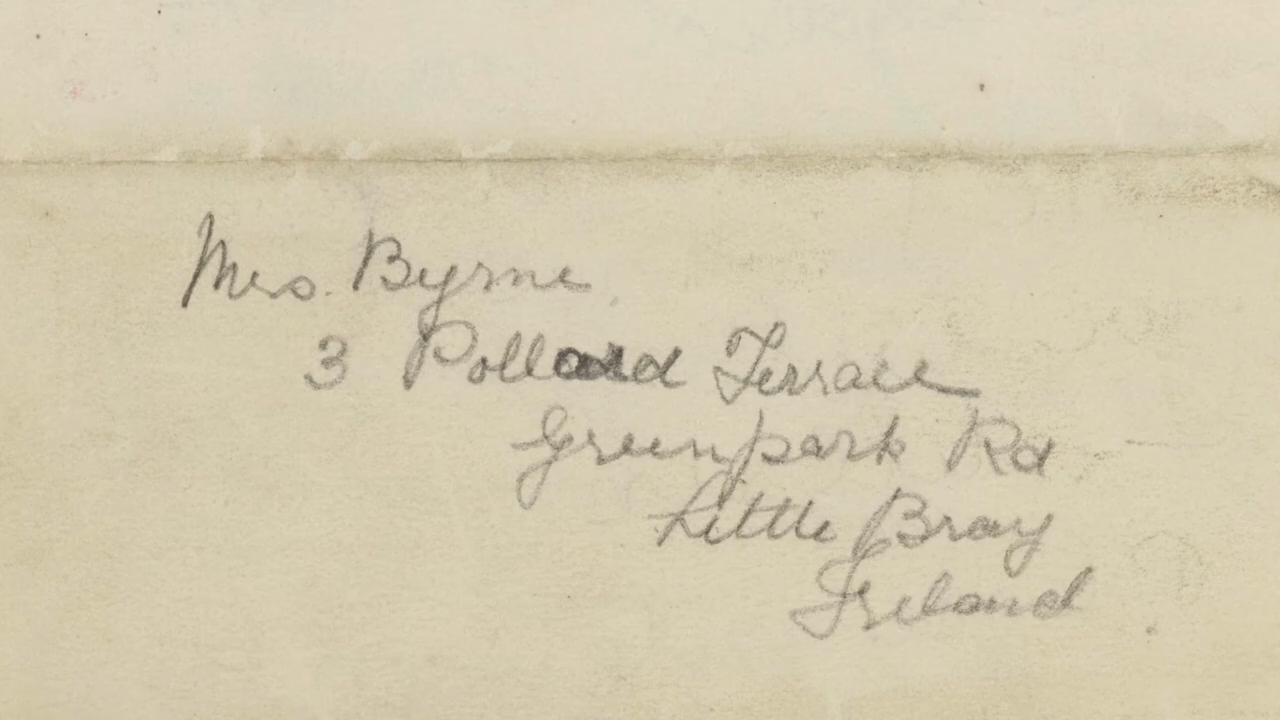 Mrs. Byrne,
3 Pollard Terrace
Greenpark Rd
Little Bray
Ireland.